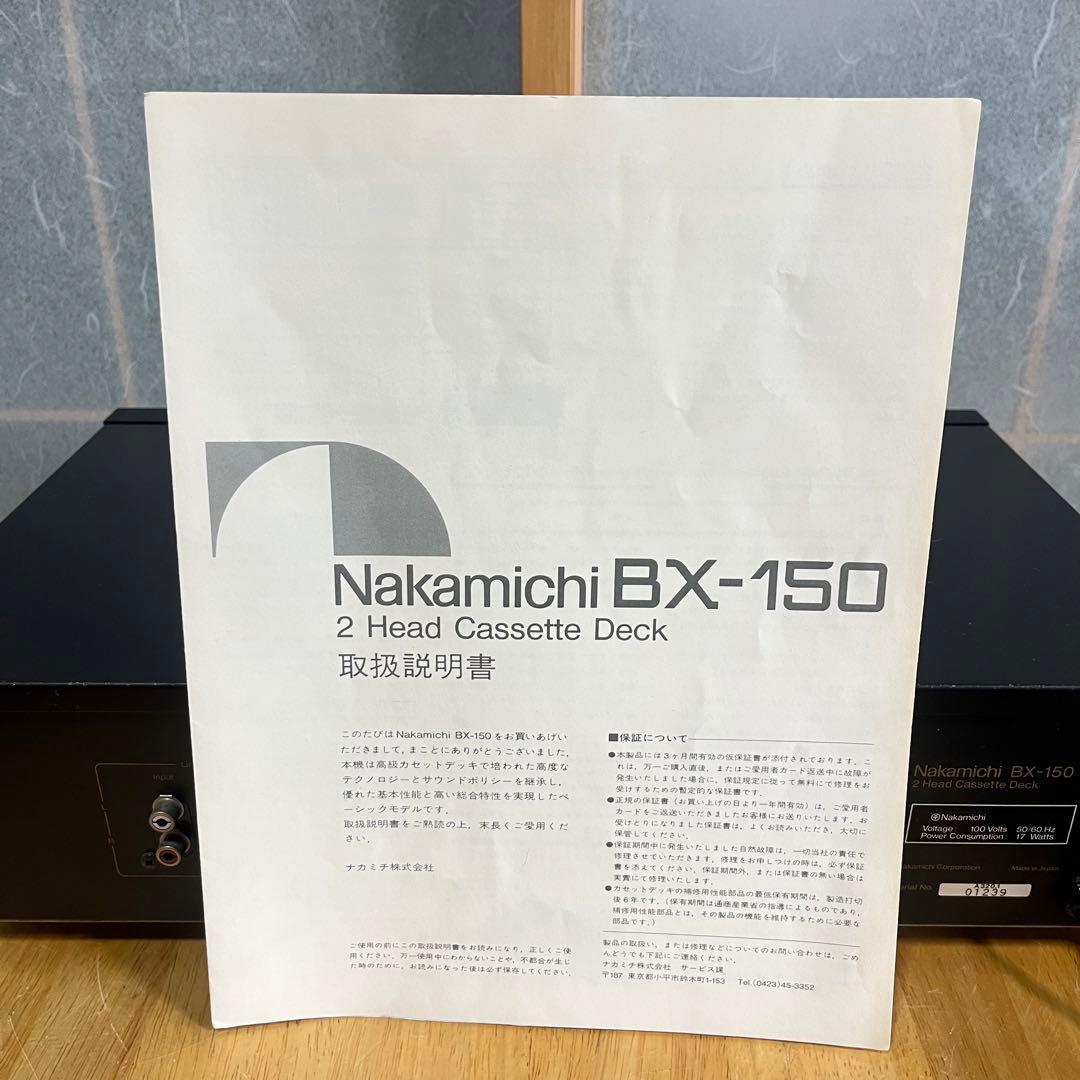 Nakamichi BX-150
2 Head Cassette Deck
取扱説明書
このたびはNakamichi BX-150をお買いあげい
ただきまして，まことにありがとうございました．
本機は高級カセットデッキで培われた高度な
テクノロジーとサウンドポリシーを継承し，
優れた基本性能と高い総合特性を実現したベ
ーシックモデルです．
取扱説明書をご熟読の上，末長くご愛用くだ
さい．
ナカミチ株式会社
ご使用の前にこの取扱説明書をお読みになり，正しくご使
用ください．万一使用中にわからないことや，不都合が生じ
た時のために，お読みになった後は必ず保存してください．
■保証について
●本製品には3ヶ月間有効の仮保証書が添付されております．こ
れは，万一ご購入直後，またはご愛用者カード返送中に故障が
発生いたしました場合に，保証規定に従って無料にて修理をお
受けするための暫定的な保証書です．
●正規の保証書（お買い上げの日より一年間有効）は，ご愛用者
カードをご返送いただきましたお客様にお送りいたします．お
受けとりになりました保証書は，よくお読みいただき，大切に
保管してください．
●保証期間中に発生いたしました自然故障は，一切当社の責任で
修理させていただきます．修理をお申しつけの時は，必ず保証
書を添えてください．保証期間外，または保証書の無い場合は
実費にて修理いたします．
●カセットデッキの補修用性能部品の最低保有期間は，製造打切
後6年です．（保有期間は通商産業省の指導によるものであり，
補修用性能部品とは，その製品の機能を維持するために必要な
部品です．）
製品の取扱い，または修理などについてのお問い合わせは，ごめ
んどうでも下記にご連絡ください．
ナカミチ株式会社 サービス課
〒187 東京都小平市鈴木町1-153 Tel.(0423)45-3352
Input
Nakamichi BX-150
2 Head Cassette Deck
Nakamichi
Voltage: 100 Volts 50/60 Hz
Power Consumption: 17 Watts
Nakamichi Corporation Made in Japan
Serial No. A3201
01239